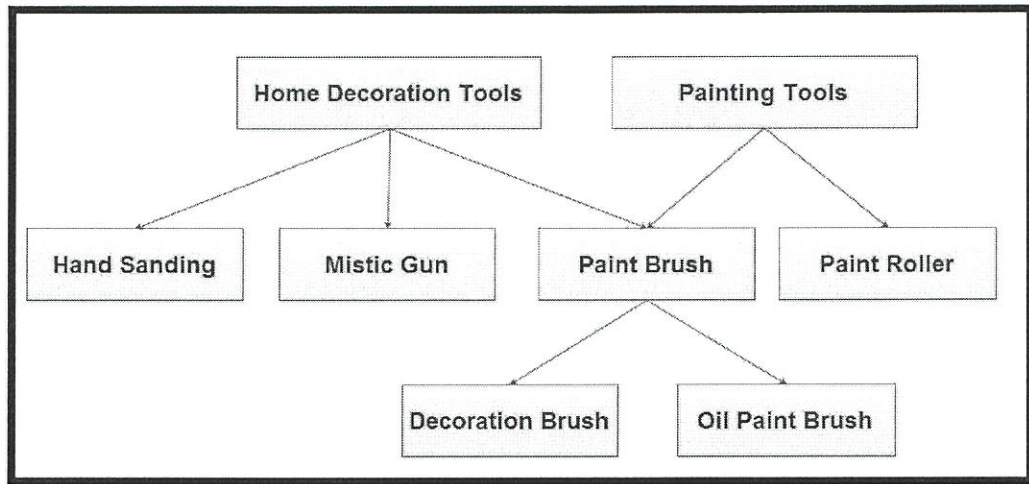 Home Decoration Tools
Painting Tools
Hand Sanding
Mistic Gun
Paint Brush
Paint Roller
Decoration Brush
Oil Paint Brush